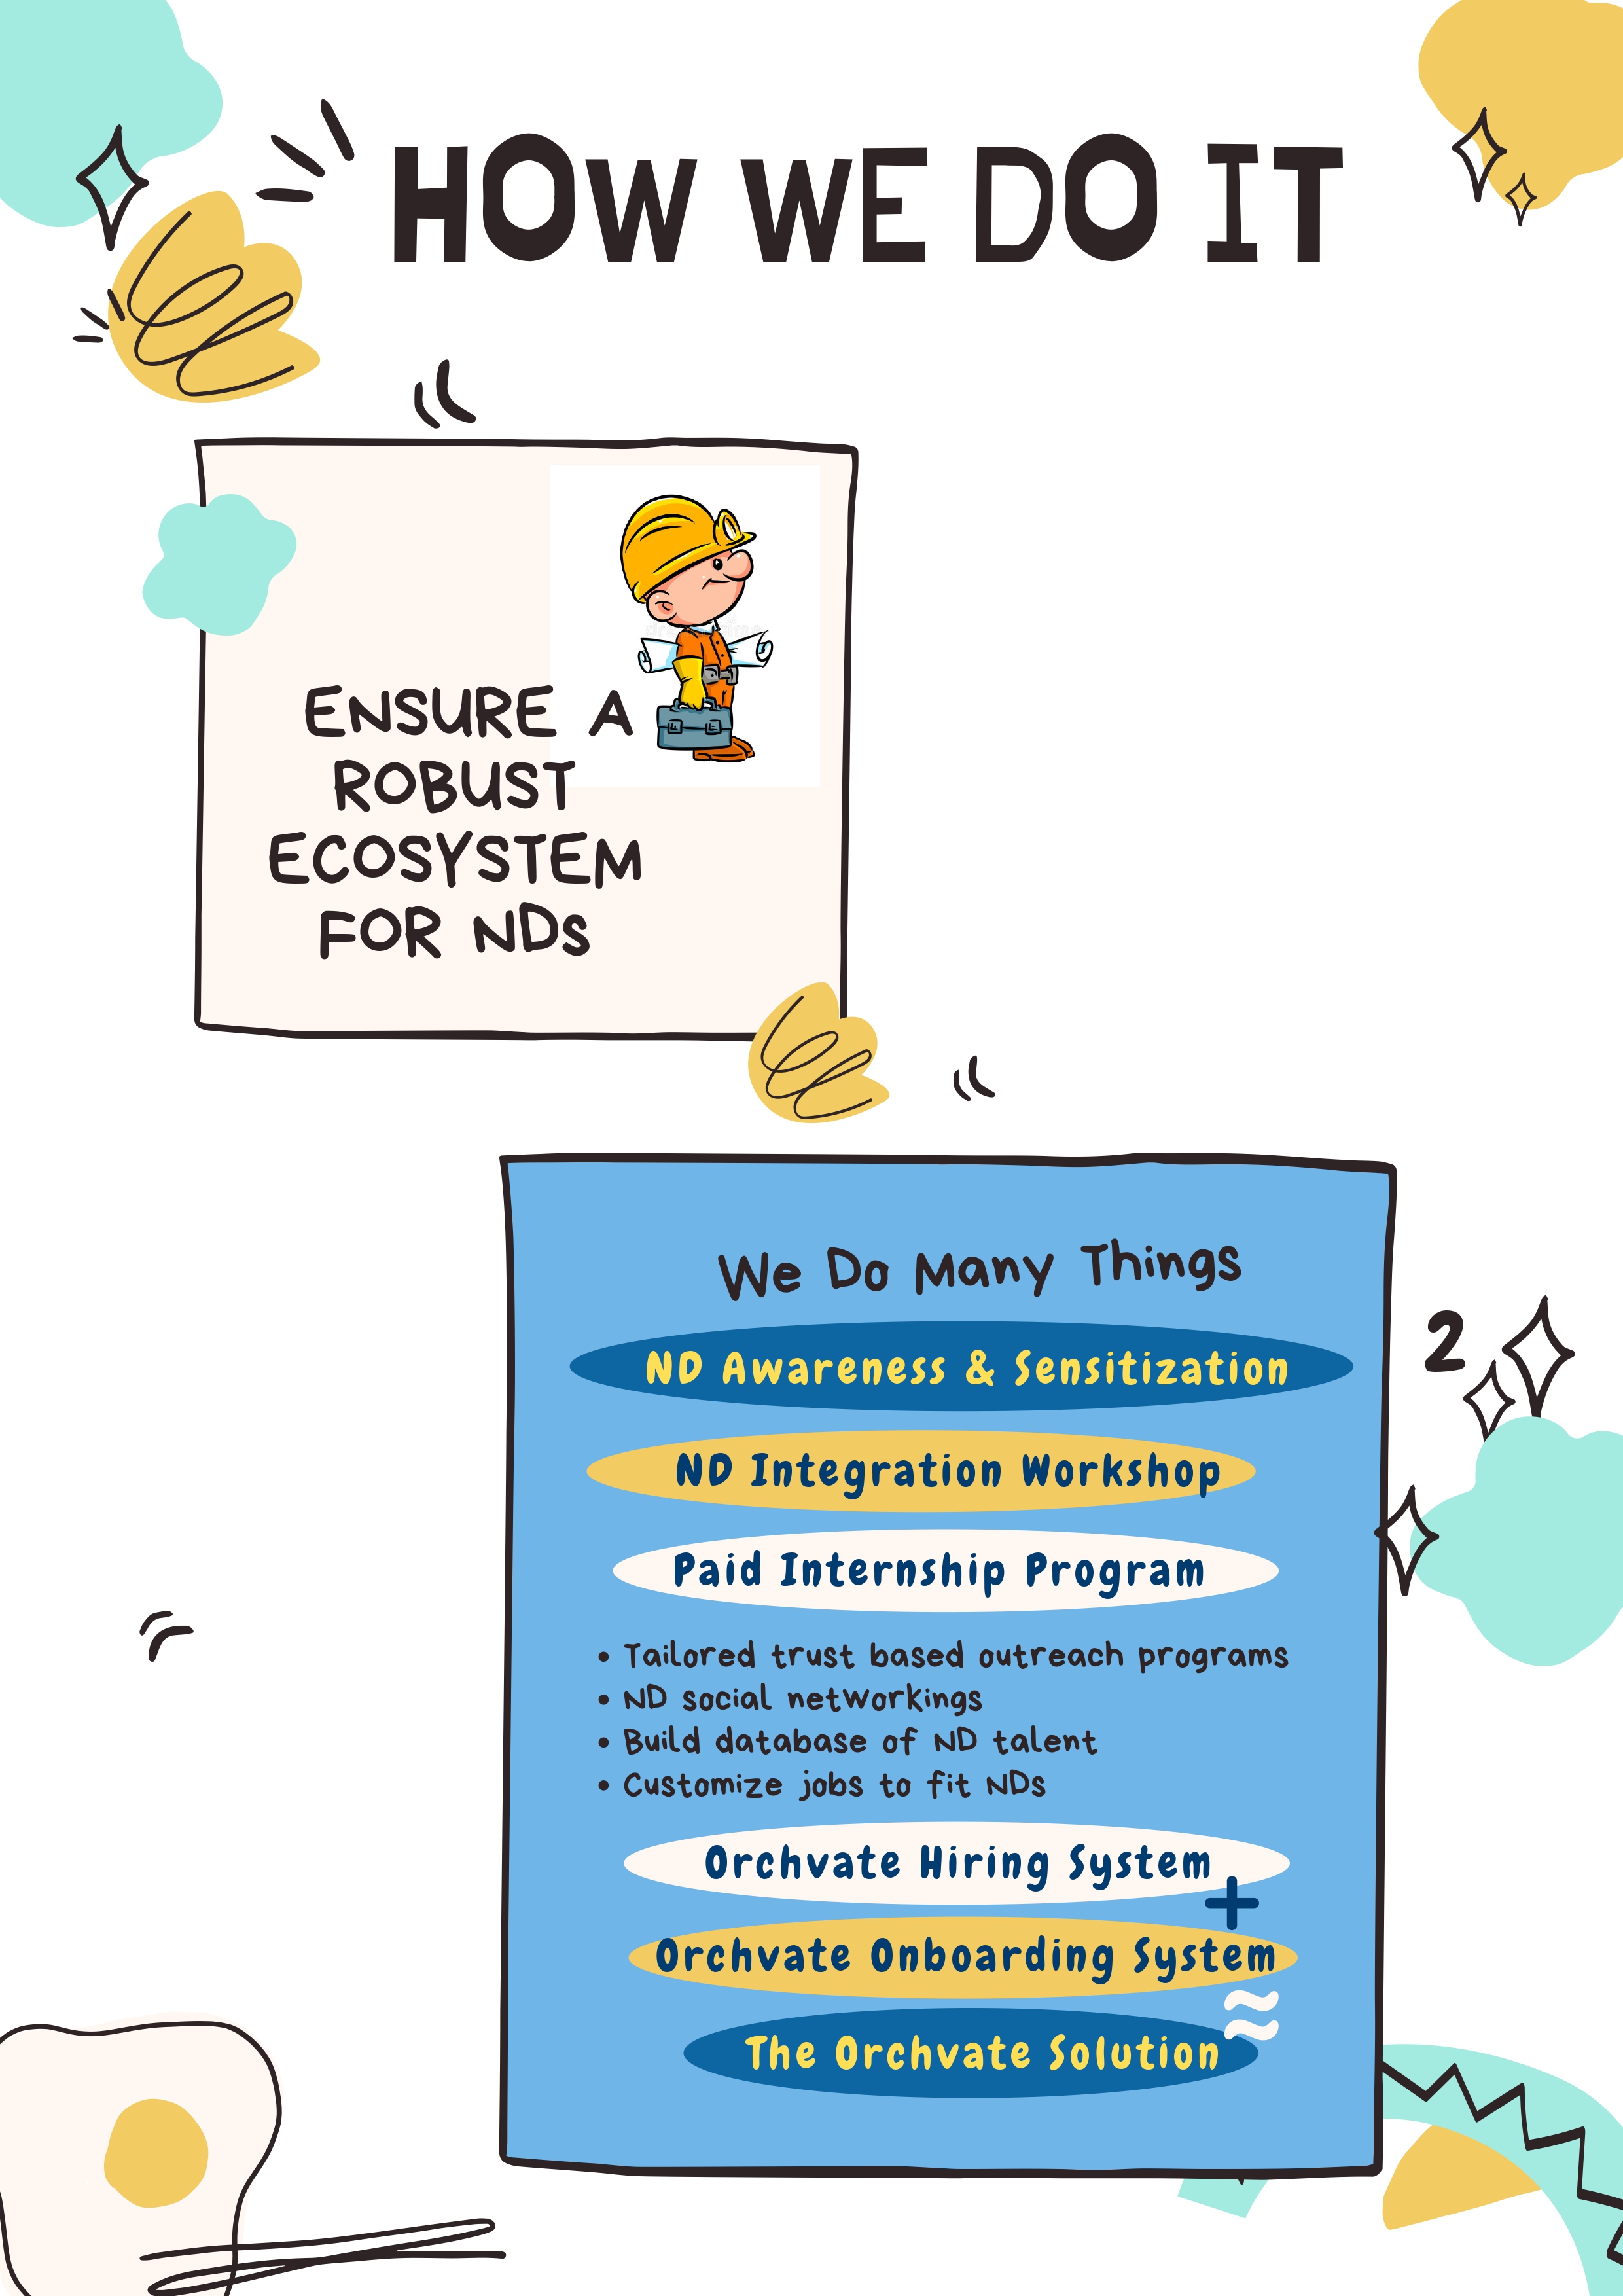 HOW WE DO IT
ENSURE A
ROBUST
ECOSYSTEM
FOR NDs
We Do Many Things
2
ND Awareness & Sensitization
ND Integration Workshop
Paid Internship Program
• Tailored trust based outreach programs
• ND social networkings
• Build database of ND talent
• Customize jobs to fit NDs
Orchvate Hiring System
+
Orchvate Onboarding System
≈
The Orchvate Solution